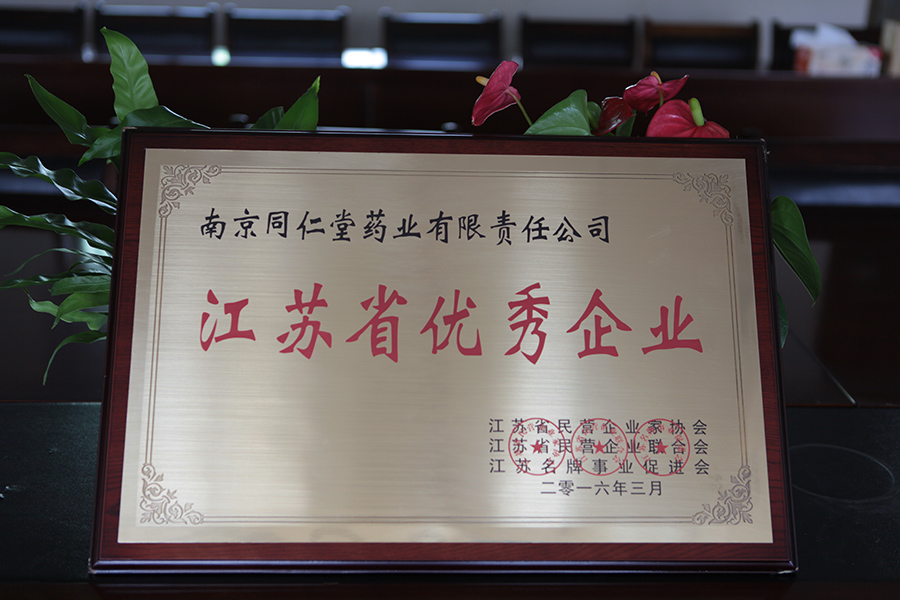 南京同仁堂药业有限责任公司
江苏省优秀企业
江苏省民营企业家协会
江苏省民营企业联合会
江苏名牌事业促进会
二零一六年三月